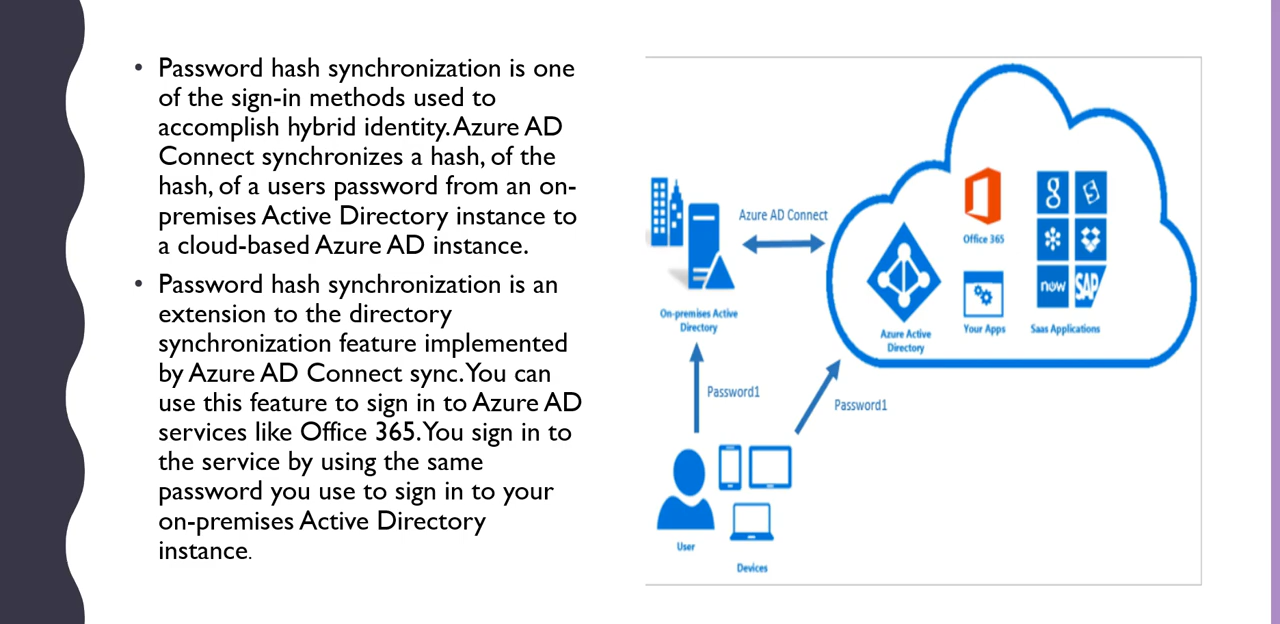 Password hash synchronization is one
of the sign-in methods used to
accomplish hybrid identity. Azure AD
Connect synchronizes a hash, of the
hash, of a users password from an on-
premises Active Directory instance to
a cloud-based Azure AD instance.
Password hash synchronization is an
extension to the directory
synchronization feature implemented
by Azure AD Connect sync. You can
use this feature to sign in to Azure AD
services like Office 365. You sign in to
the service by using the same
password you use to sign in to your
on-premises Active Directory
instance.
Azure AD Connect
On-premises Active
Directory
Office 365
Azure Active
Directory
Your Apps
g
now
SAP
Saas Applications
Password1
Password1
User
Devices